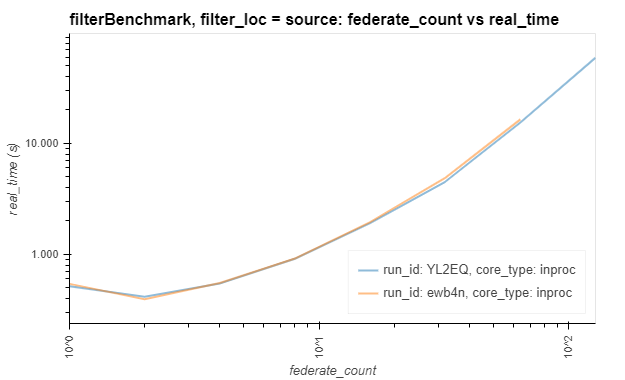 filterBenchmark, filter_loc = source: federate_count vs real_time
real_time (s)
10.000
1.000
run_id: YL2EQ, core_type: inproc
run_id: ewb4n, core_type: inproc
10^0
10^1
10^2
federate_count